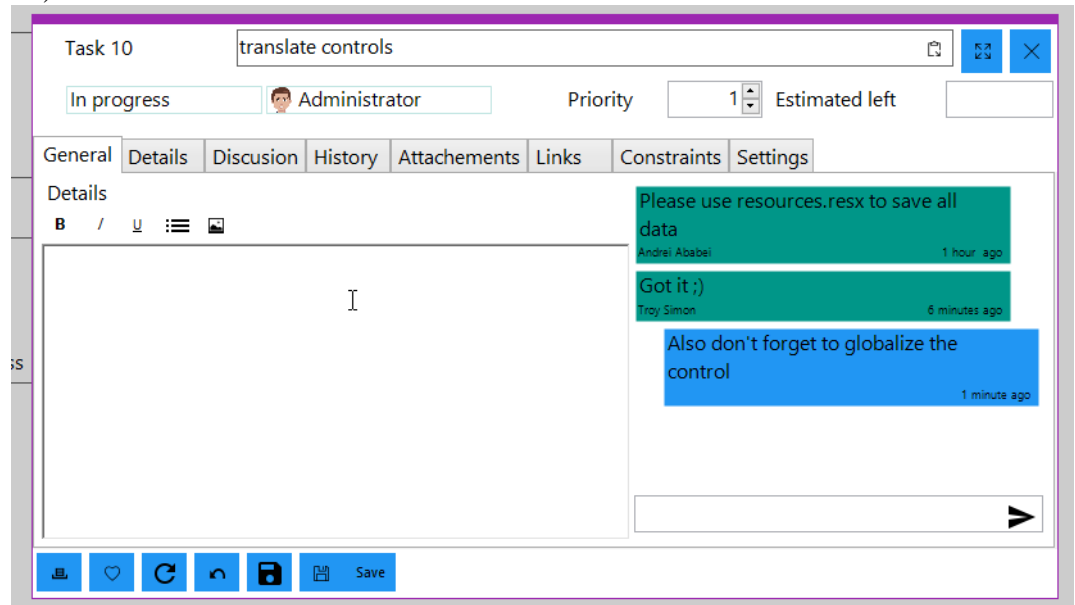 Task 10
translate controls
In progress
Administrator
Priority
1
Estimated left
General
Details
Discusion
History
Attachements
Links
Constraints
Settings
Details
B I U
Please use resources.resx to save all
data
Andrei Ababei 1 hour ago
Got it ;)
Troy Simon 6 minutes ago
Also don't forget to globalize the
control
1 minute ago
ss
Save